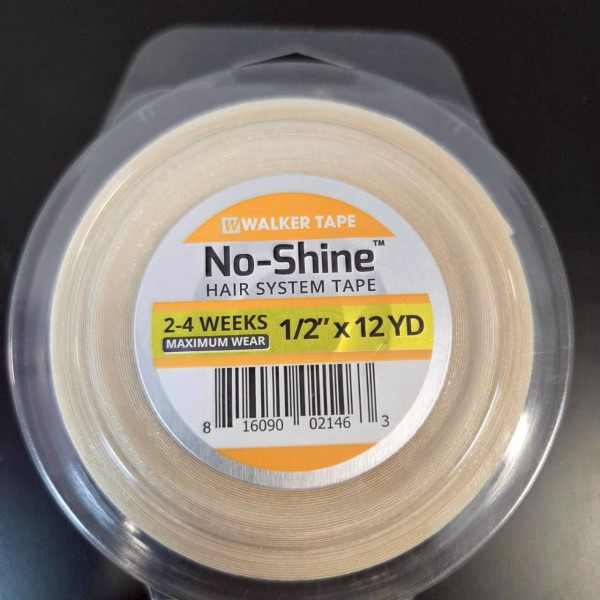 W WALKER TAPE
No-Shine™
HAIR SYSTEM TAPE
2-4 WEEKS
MAXIMUM WEAR
1/2” x 12 YD
8 16090 02146 3